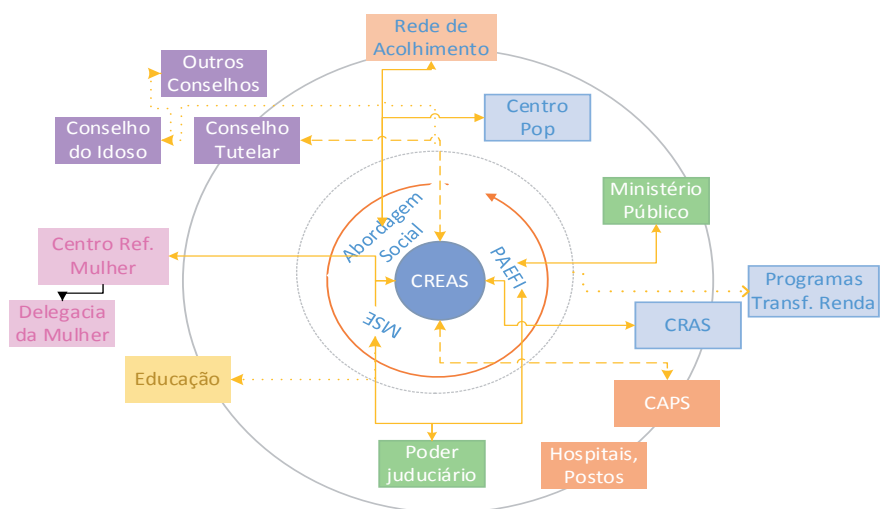 Rede de
Acolhimento
Outros
Conselhos
Centro
Pop
Conselho
do Idoso
Conselho
Tutelar
Ministério
Público
Abordagem
Social
PAEFI
Centro Ref.
Mulher
CREAS
Programas
Transf. Renda
Delegacia
da Mulher
MSE
CRAS
Educação
CAPS
Poder
juduciário
Hospitais,
Postos